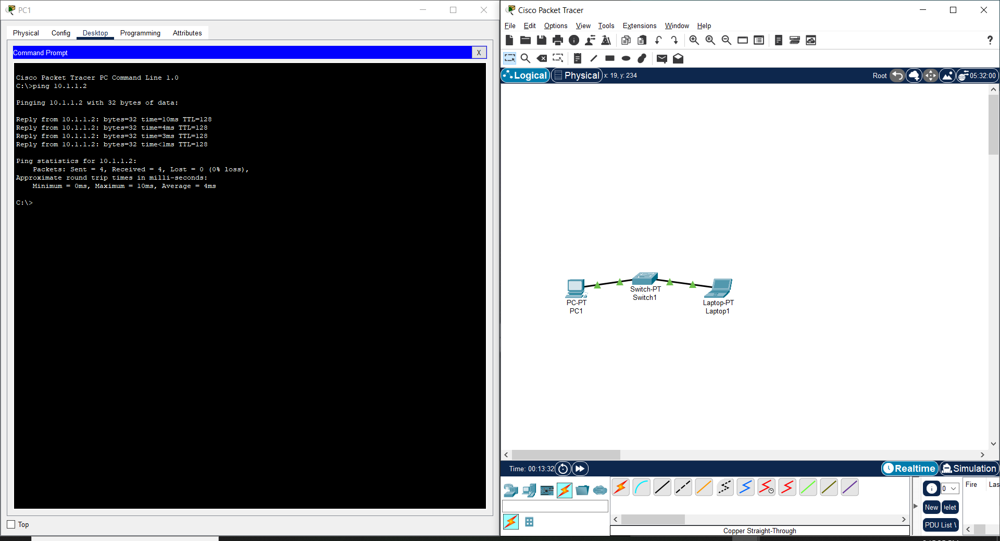 PC1
Physical Config Desktop Programming Attributes
Command Prompt X
Cisco Packet Tracer PC Command Line 1.0
C:\>ping 10.1.1.2
Pinging 10.1.1.2 with 32 bytes of data:
Reply from 10.1.1.2: bytes=32 time=10ms TTL=128
Reply from 10.1.1.2: bytes=32 time=4ms TTL=128
Reply from 10.1.1.2: bytes=32 time=3ms TTL=128
Reply from 10.1.1.2: bytes=32 time<1ms TTL=128
Ping statistics for 10.1.1.2:
Packets: Sent = 4, Received = 4, Lost = 0 (0% loss),
Approximate round trip times in milli-seconds:
Minimum = 0ms, Maximum = 10ms, Average = 4ms
C:\>
Top
Cisco Packet Tracer
File Edit Options View Tools Extensions Window Help
?
Logical Physical x: 19, y: 234 Root 05:32:00
Switch-PT
Switch1
PC-PT
PC1
Laptop-PT
Laptop1
Time: 00:13:32 Realtime Simulation
0 Fire Las
New elet
PDU List
Copper Straight-Through